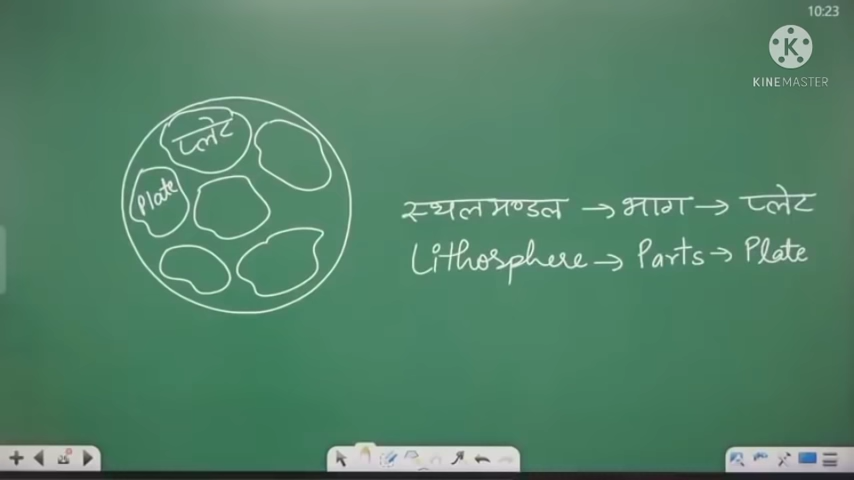 10:23
K
KINEMASTER
प्लेट
Plate
स्थलमण्डल → भाग → प्लेट
Lithosphere → Parts → Plate